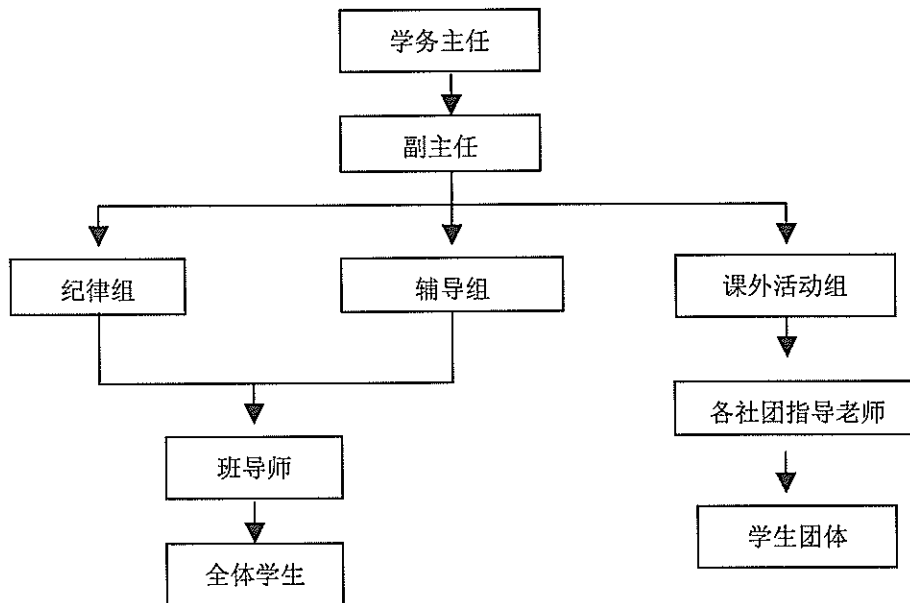 学务主任
副主任
纪律组
辅导组
课外活动组
各社团指导老师
班导师
学生团体
全体学生